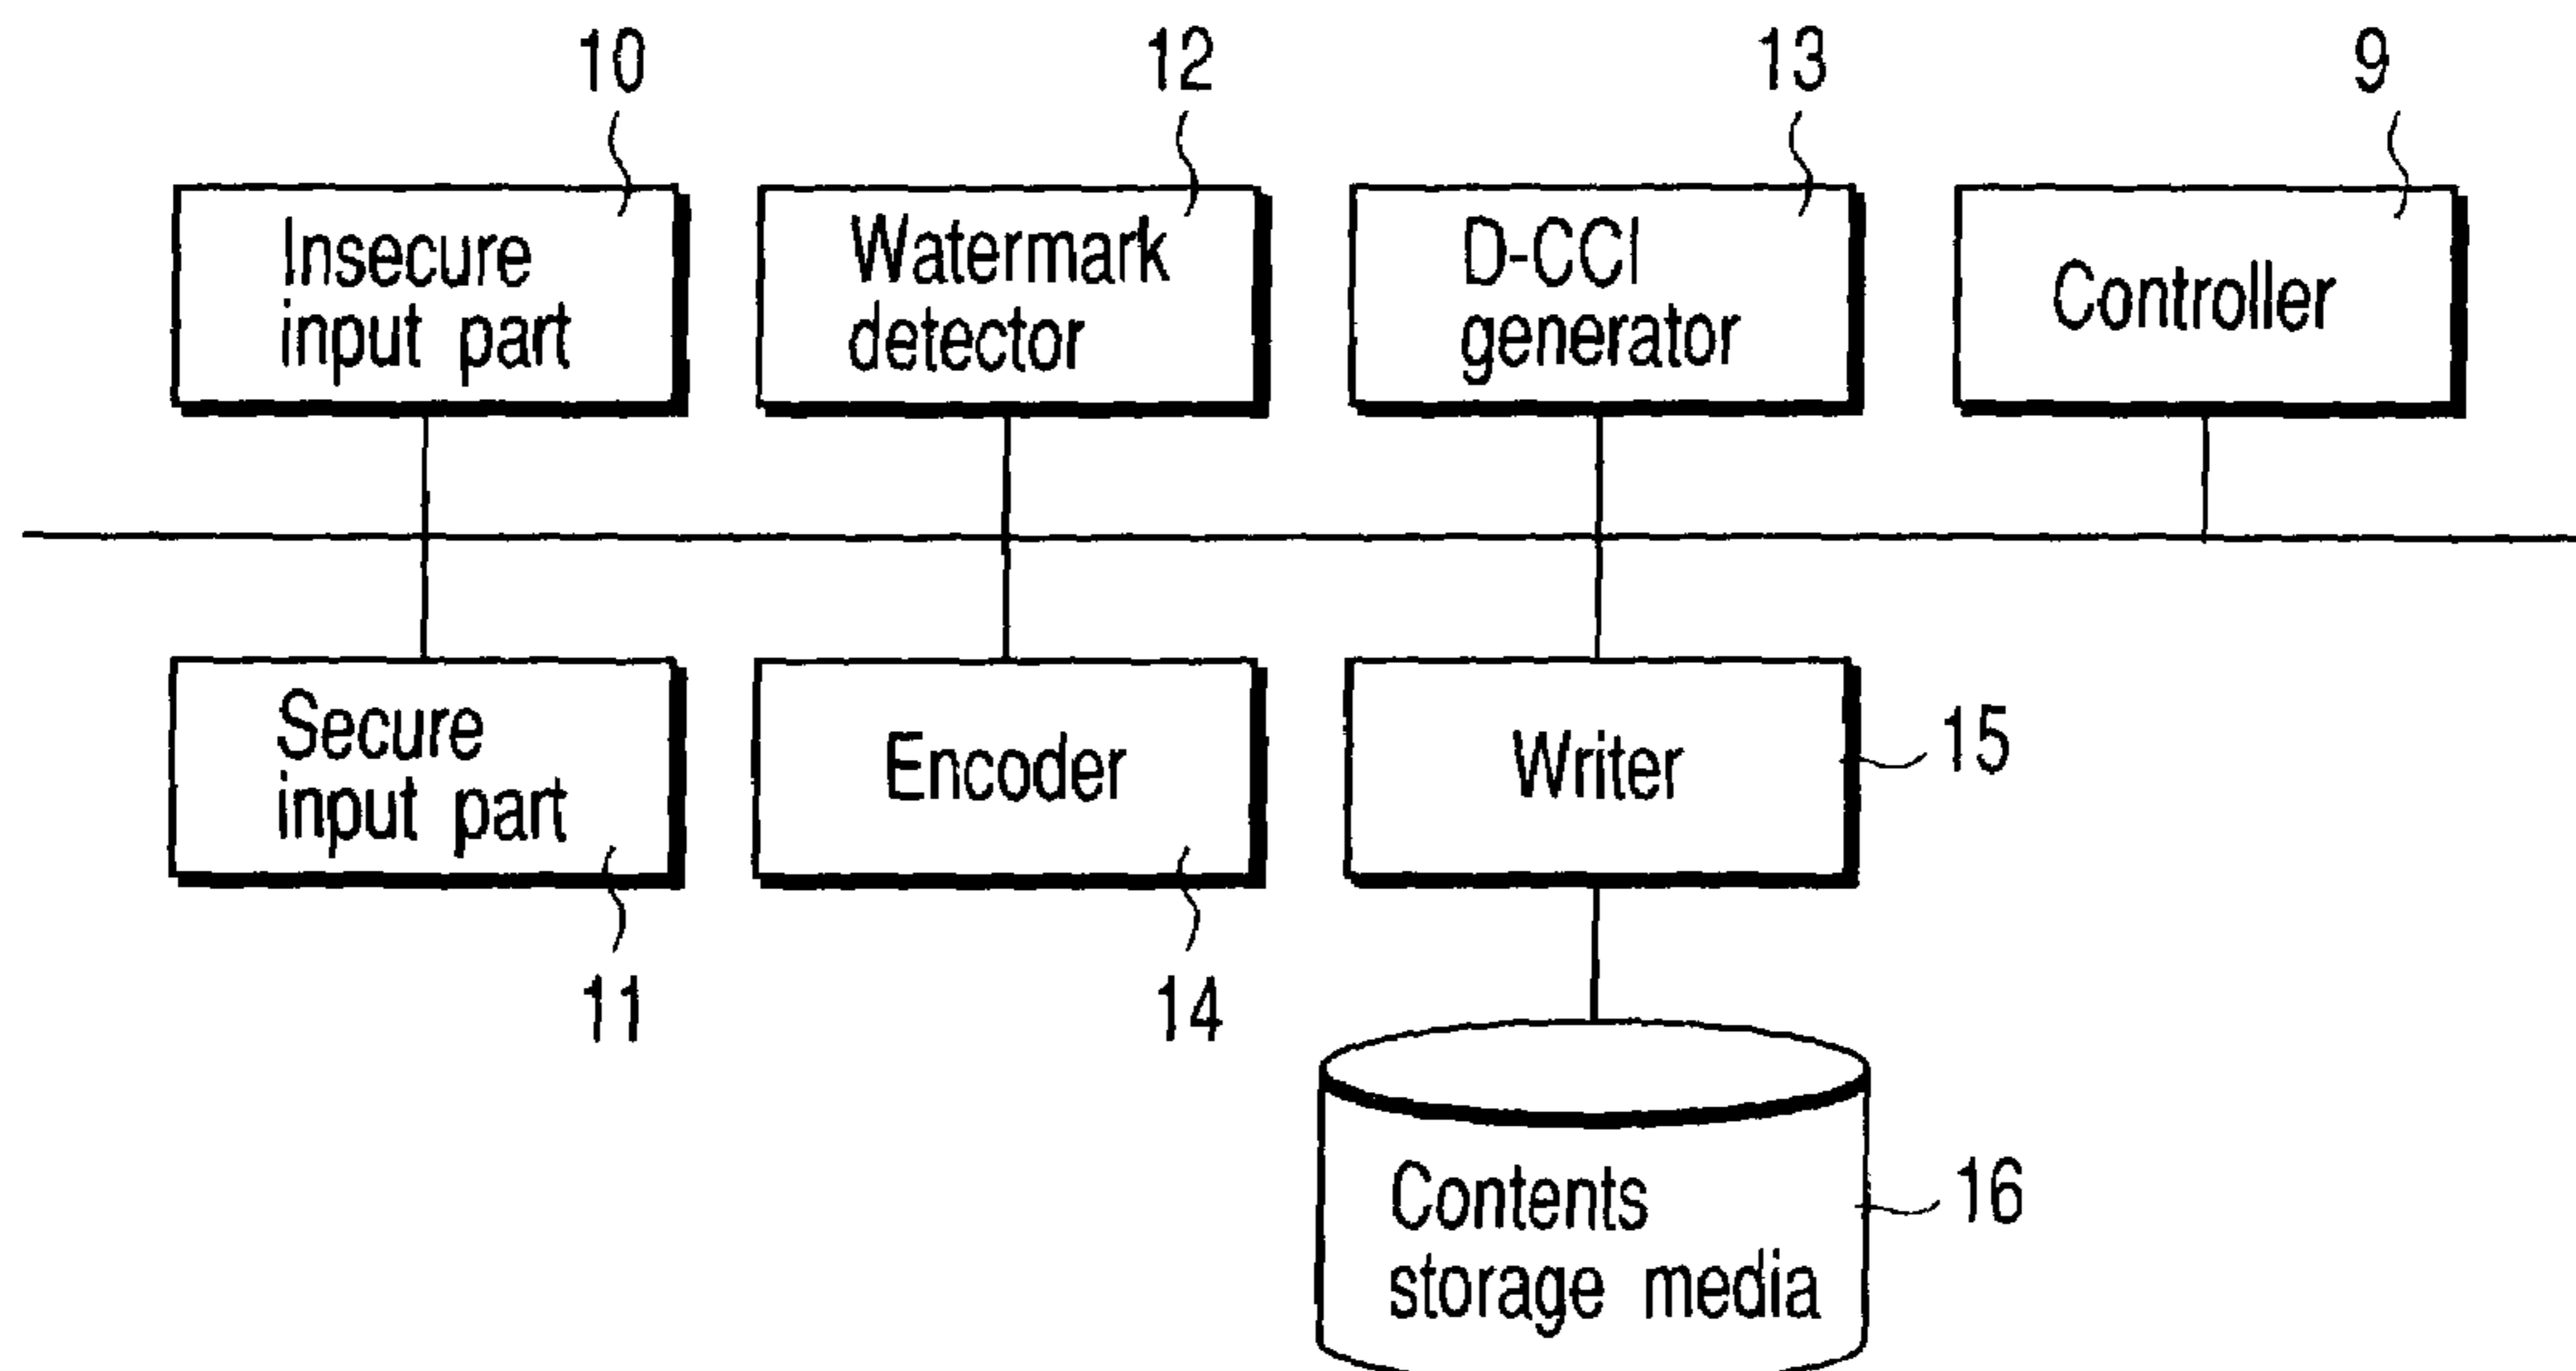 10
12
13
9
Insecure
input part
Watermark
detector
D-CCI
generator
Controller
Secure
input part
Encoder
Writer
15
11
14
Contents
storage media
16